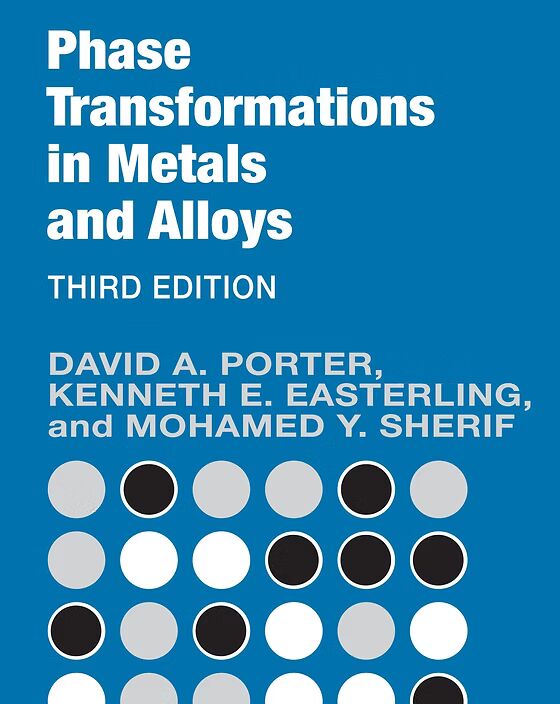 Phase
Transformations
in Metals
and Alloys
THIRD EDITION
DAVID A. PORTER,
KENNETH E. EASTERLING,
and MOHAMED Y. SHERIF